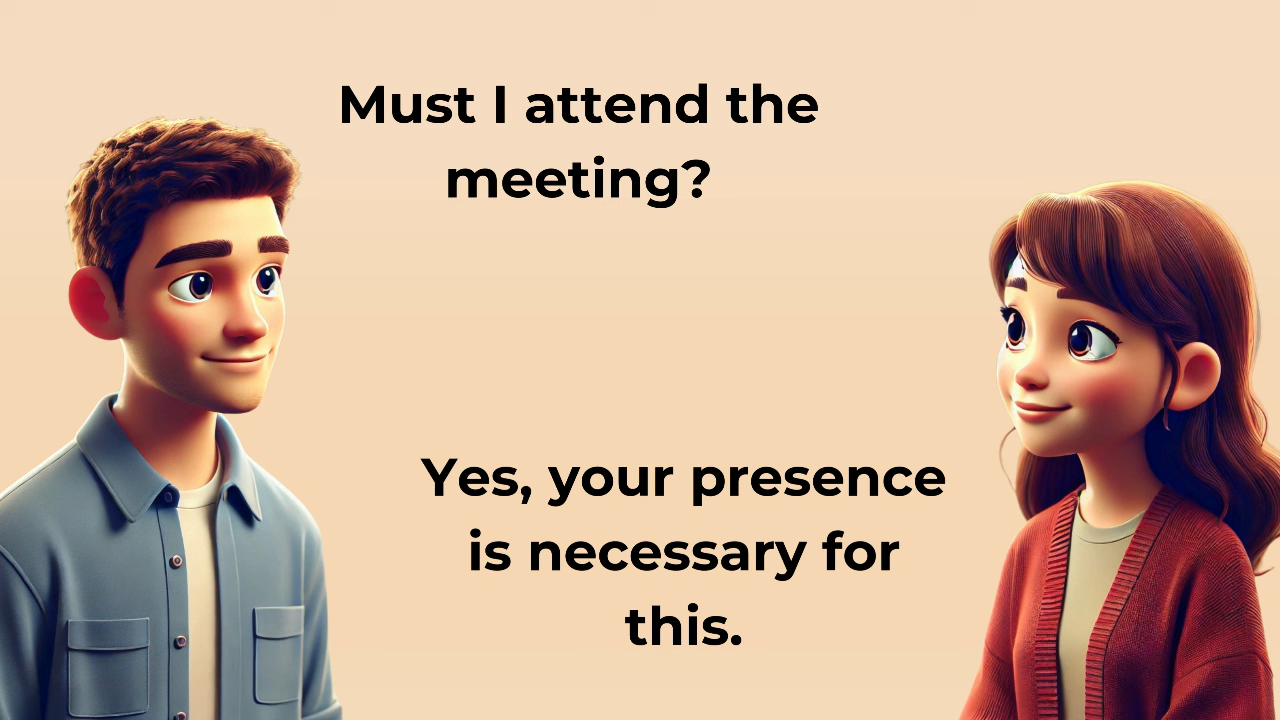 Must I attend the
meeting?
Yes, your presence
is necessary for
this.